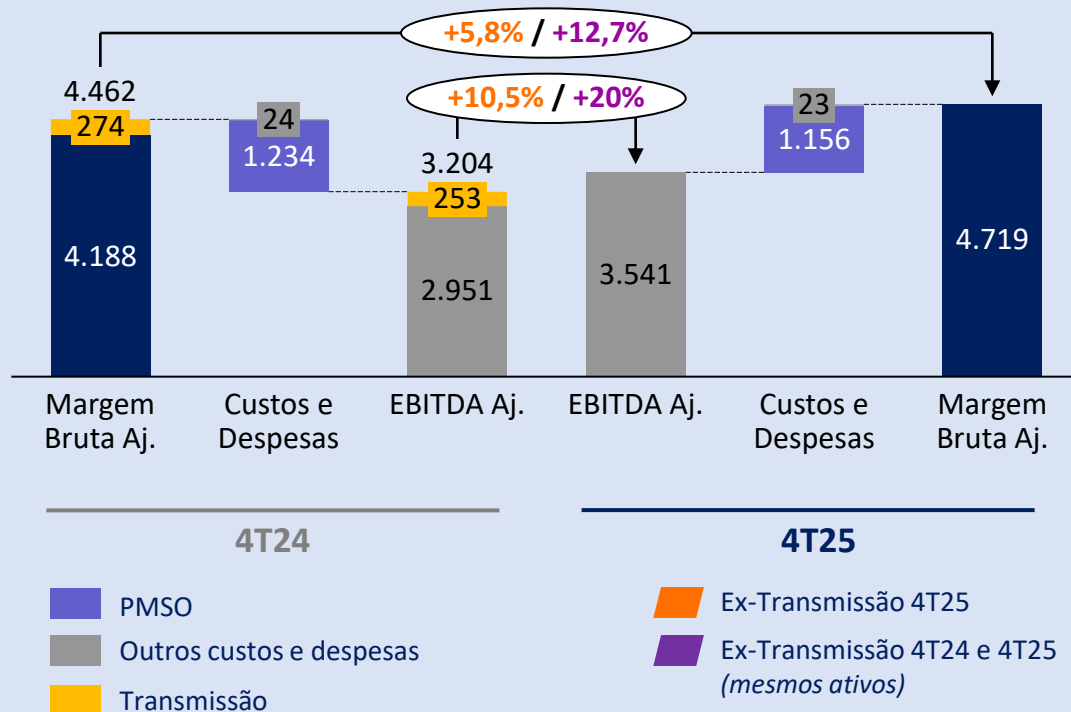 +5,8% / +12,7%
+10,5% / +20%
4.462
274
4.188
24
1.234
3.204
253
2.951
3.541
23
1.156
4.719
Margem
Bruta Aj.
Custos e
Despesas
EBITDA Aj.
EBITDA Aj.
Custos e
Despesas
Margem
Bruta Aj.
4T24
4T25
PMSO
Outros custos e despesas
Transmissão
Ex-Transmissão 4T25
Ex-Transmissão 4T24 e 4T25
(mesmos ativos)